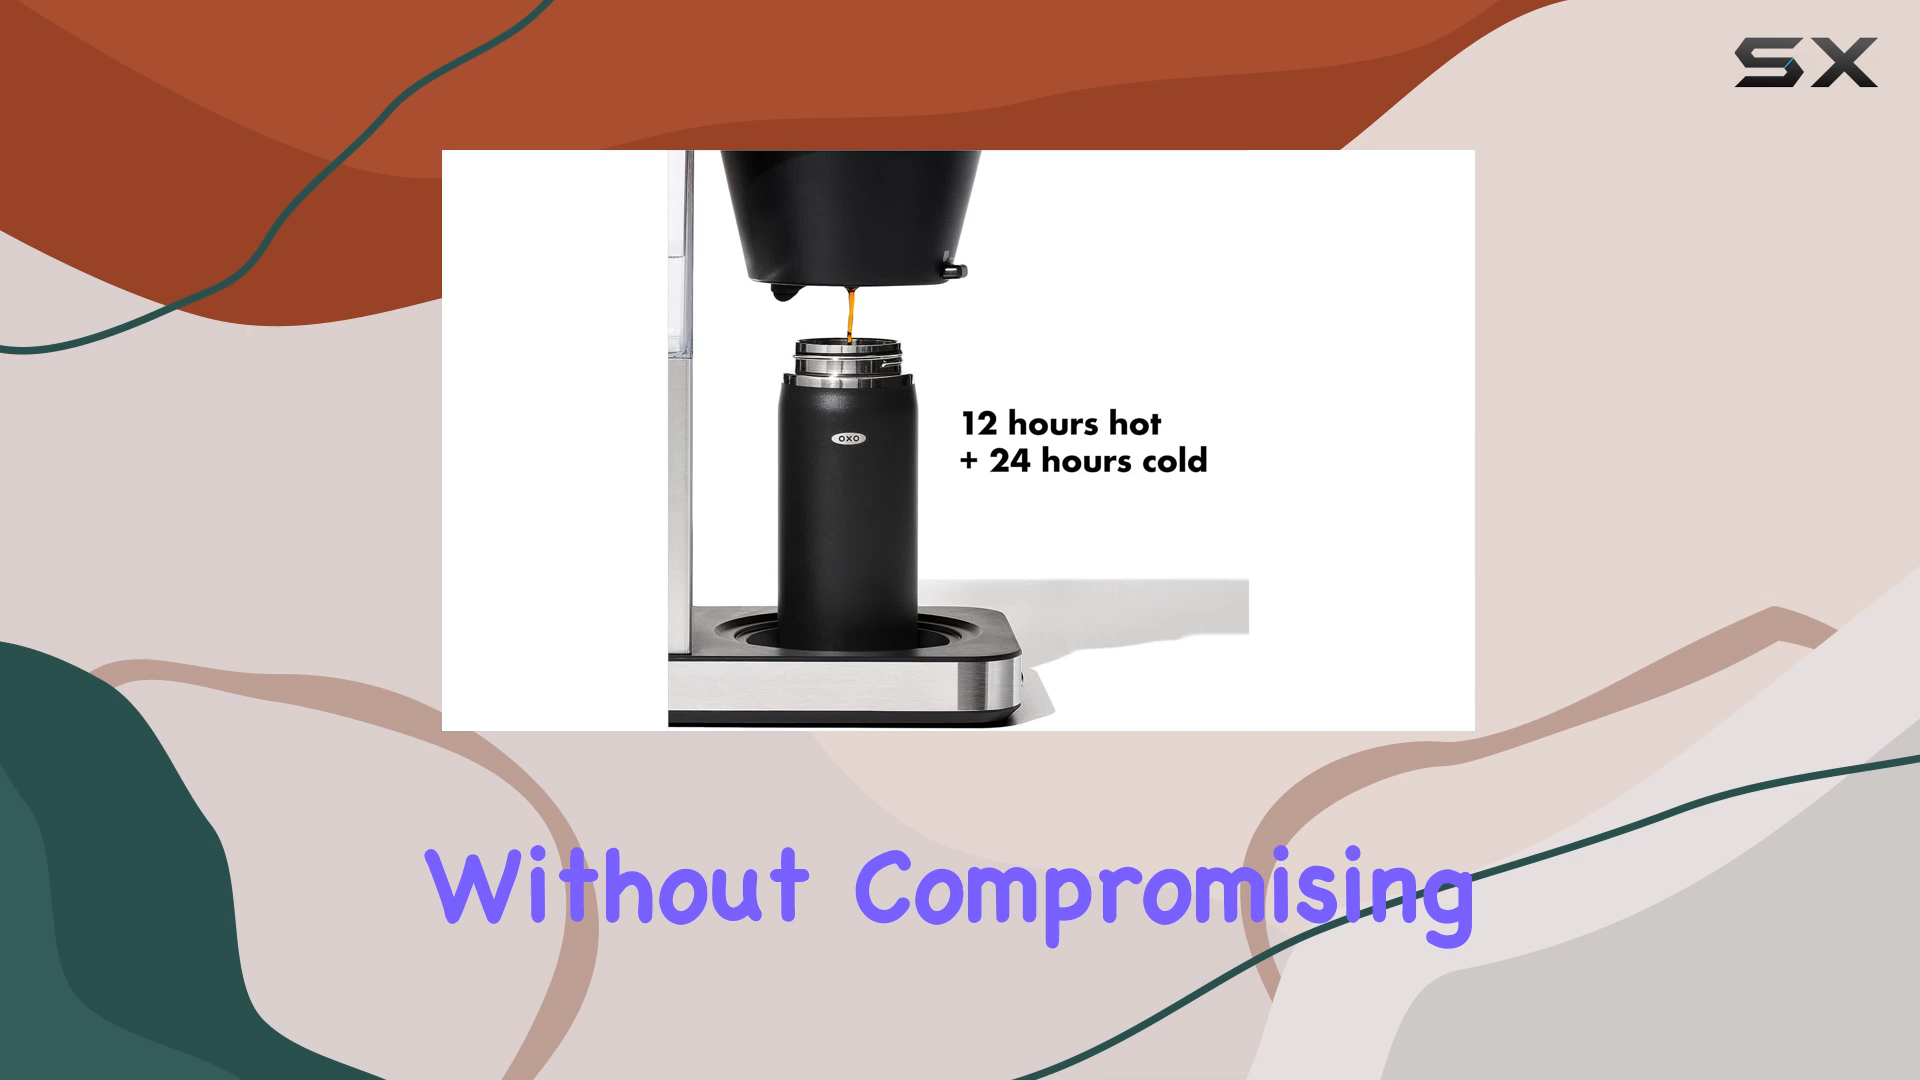 SX
OXO
12 hours hot
+ 24 hours cold
Without Compromising